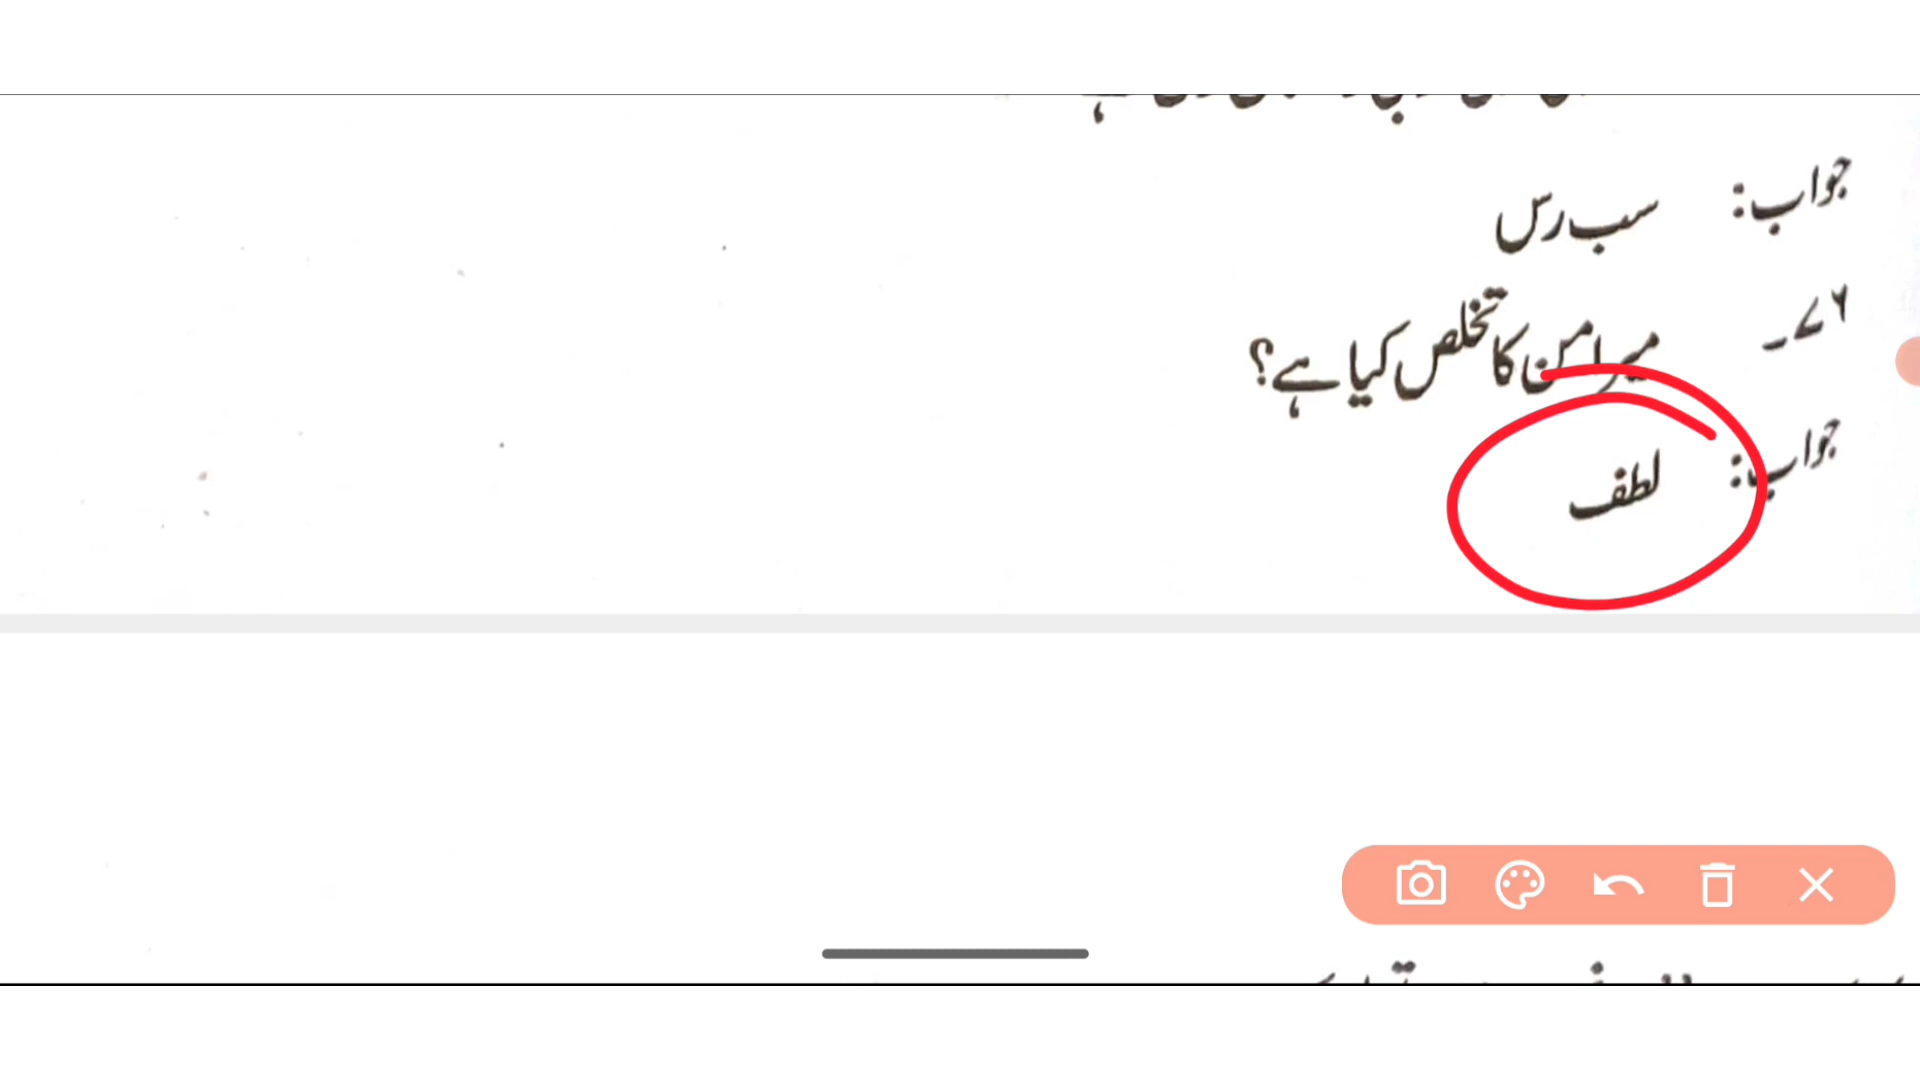 جواب: سب رس
۷۶۔ میر امن کا تخلص کیا ہے؟
جواب: لطف